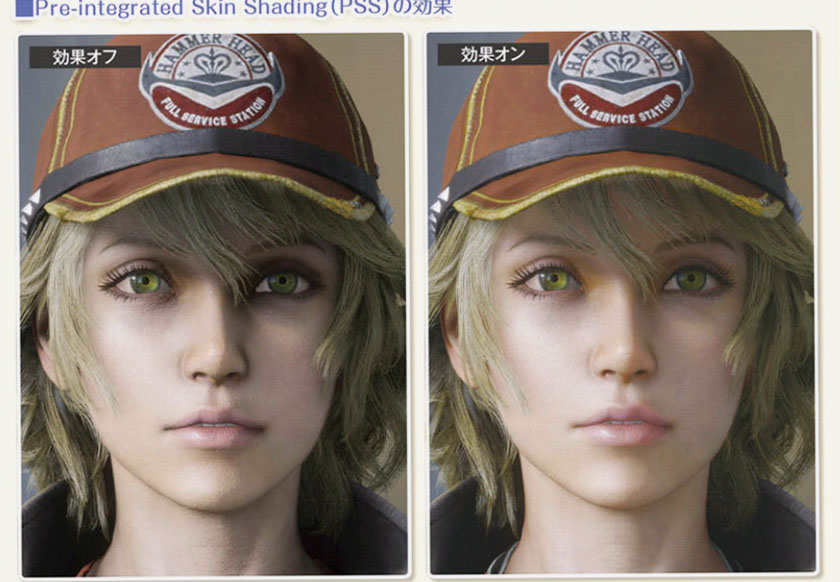 ■Pre-integrated Skin Shading(PSS)の効果
効果オフ
HAMMER HEAD
FULL SERVICE STATION
効果オン
HAMMER HEAD
FULL SERVICE STATION